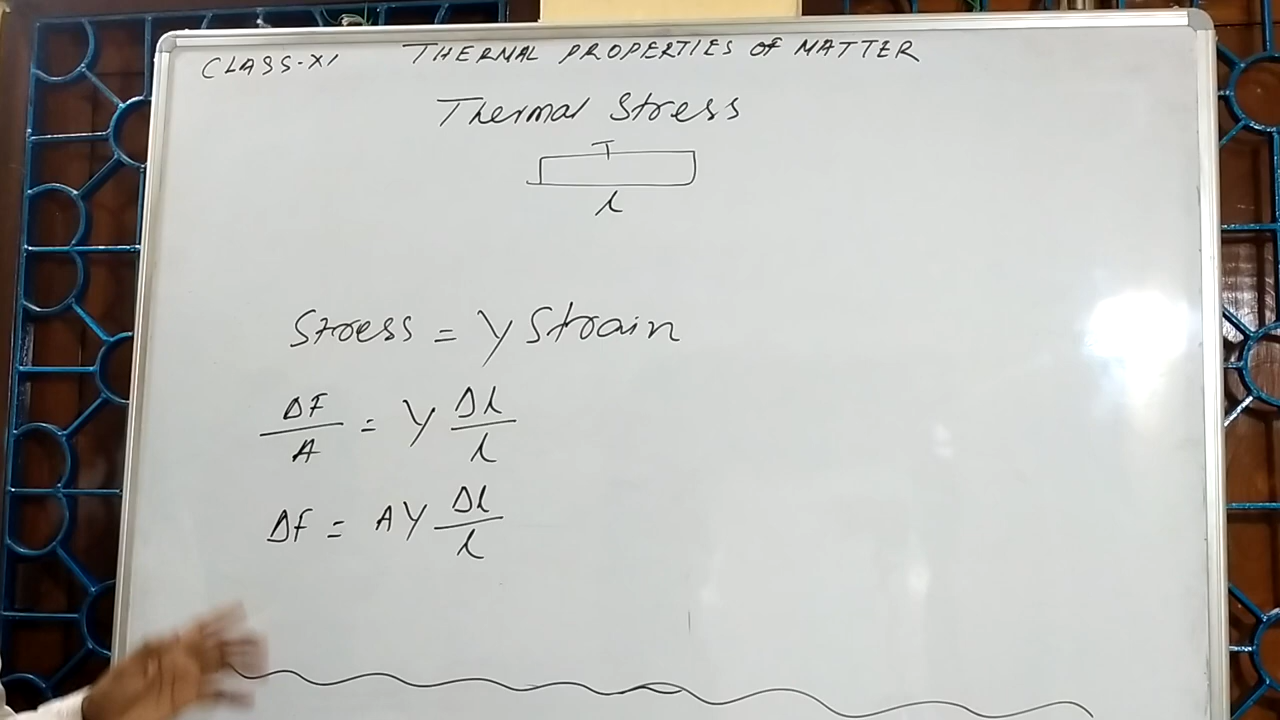 CLASS-XI THERMAL PROPERTIES OF MATTER
Thermal Stress
T
l
Stress = Y Strain
ΔF/A = Y Δl/l
ΔF = AY Δl/l